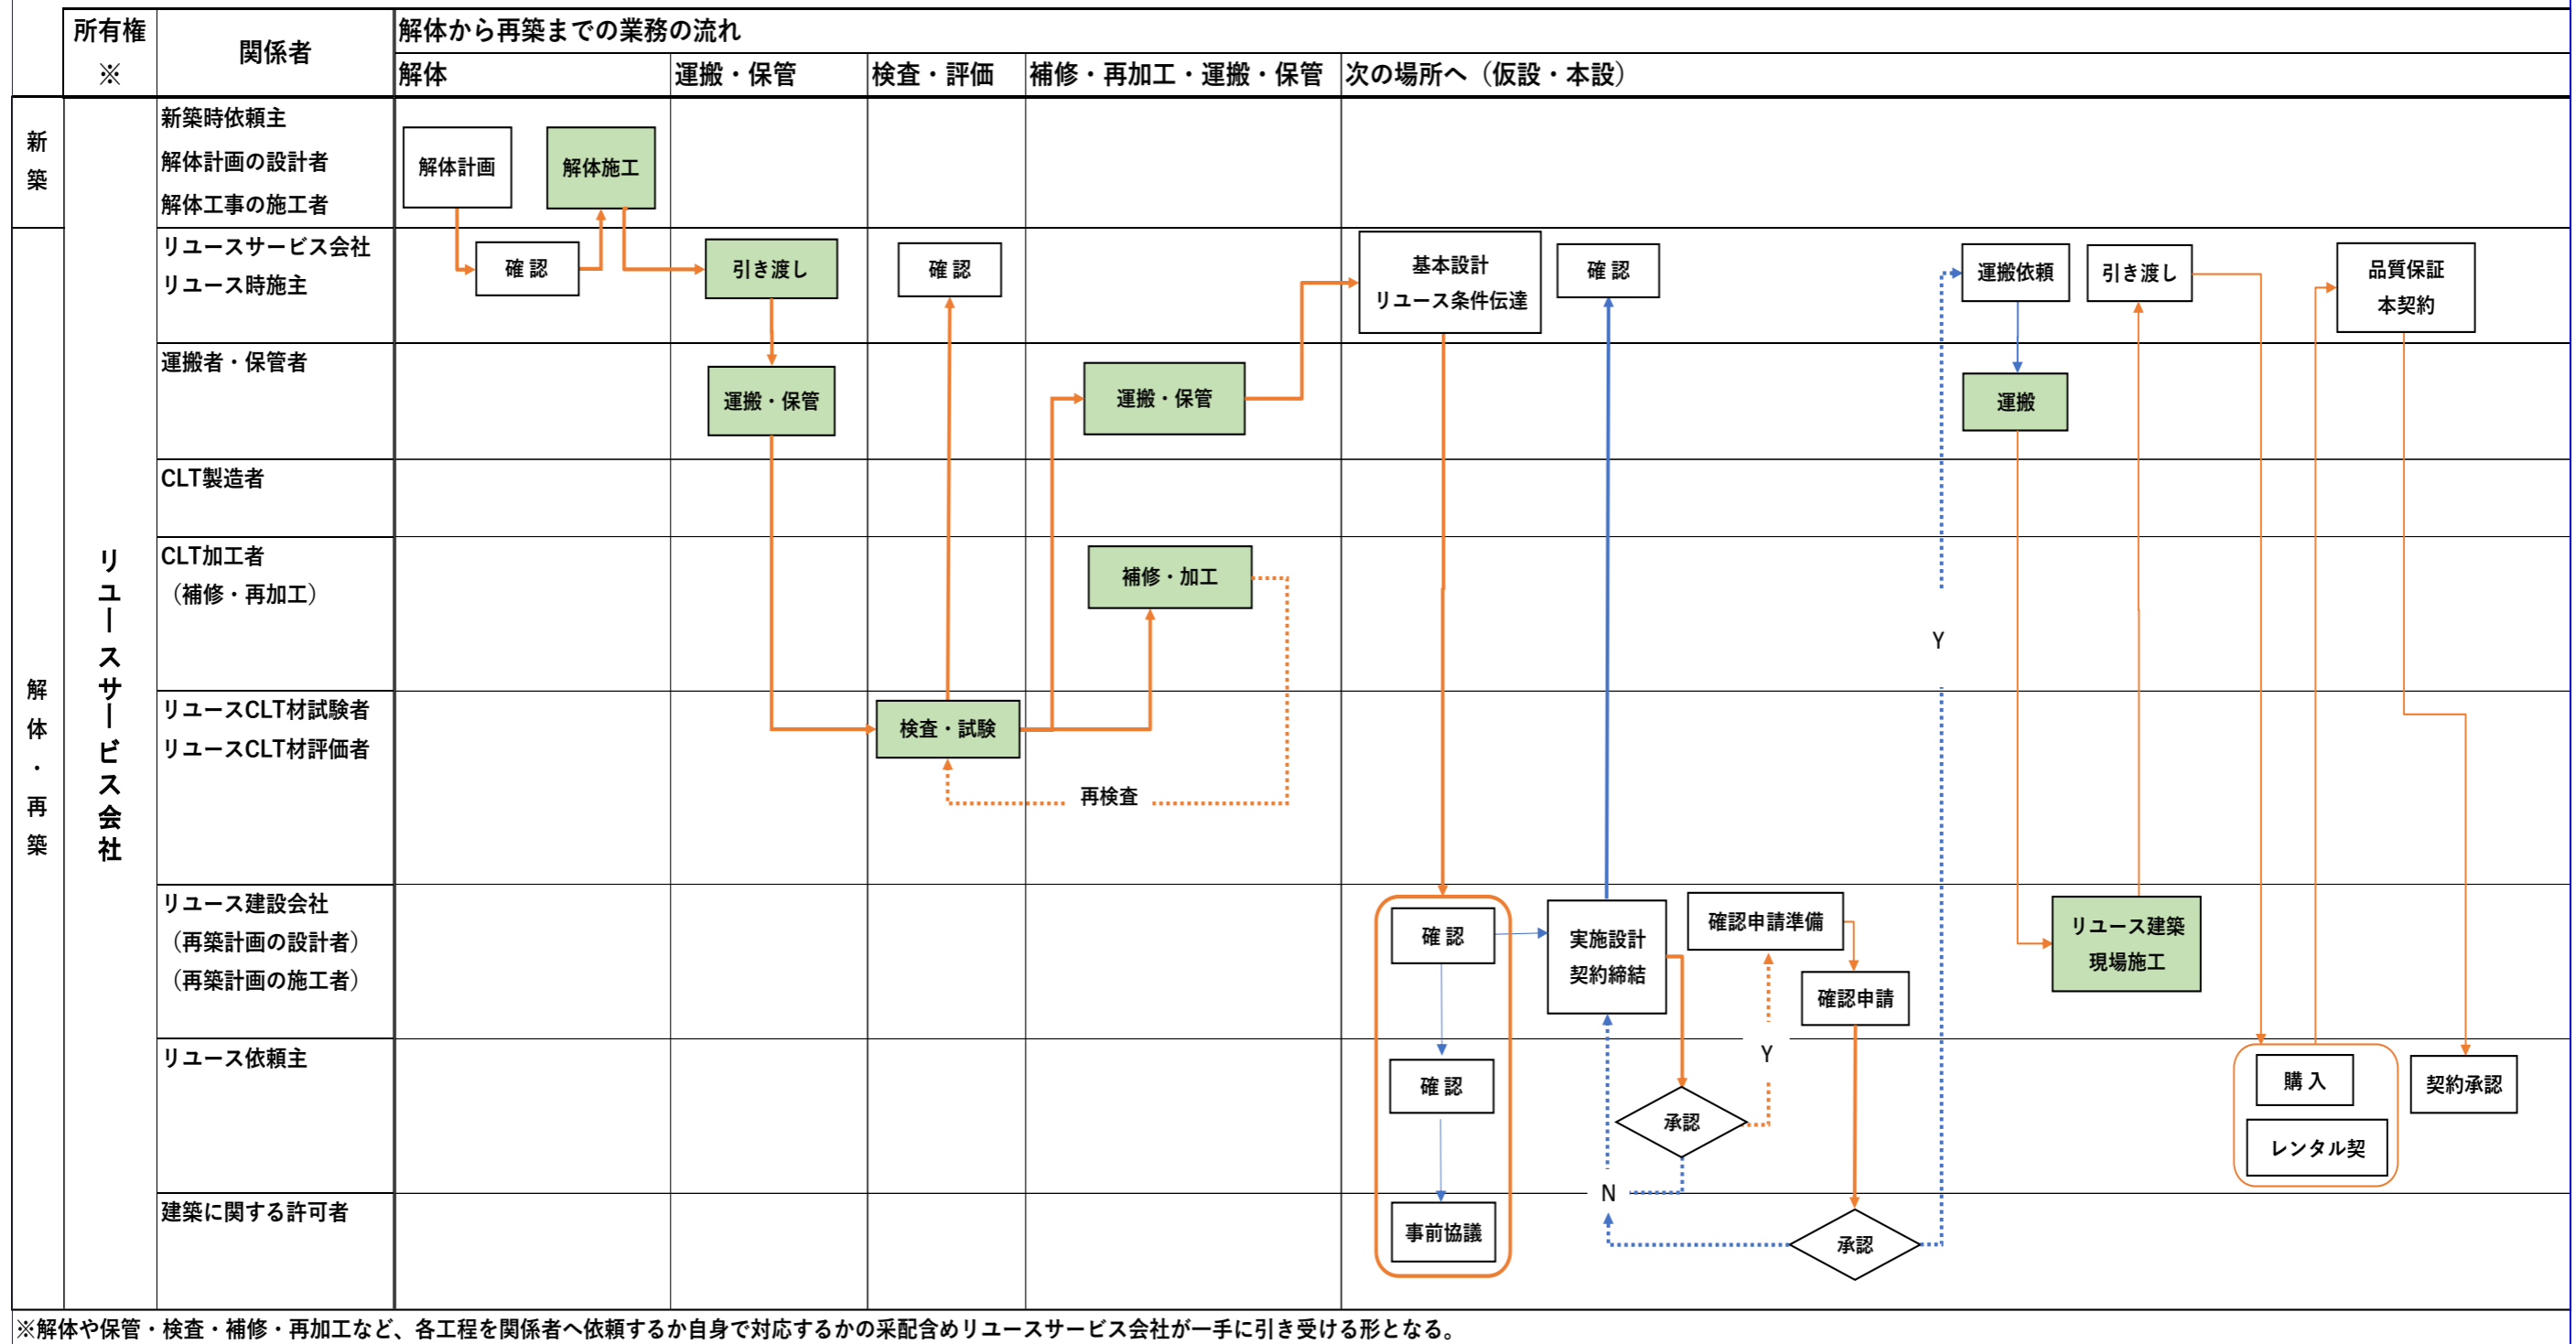 所有権
※
関係者
解体から再築までの業務の流れ
解体
運搬・保管
検査・評価
補修・再加工・運搬・保管
次の場所へ（仮設・本設）
新築
リユースサービス会社
新築時依頼主
解体計画の設計者
解体工事の施工者
解体計画
解体施工
解体・再築
リユースサービス会社
リユース時施主
確 認
引き渡し
確 認
基本設計
リユース条件伝達
確 認
運搬依頼
引き渡し
品質保証
本契約
運搬者・保管者
運搬・保管
運搬・保管
運搬
CLT製造者
CLT加工者
（補修・再加工）
補修・加工
Y
リユースCLT材試験者
リユースCLT材評価者
検査・試験
再検査
リユース建設会社
（再築計画の設計者）
（再築計画の施工者）
確 認
実施設計
契約締結
確認申請準備
確認申請
リユース建築
現場施工
リユース依頼主
確 認
Y
承認
購 入
レンタル契
契約承認
N
建築に関する許可者
事前協議
承認
※解体や保管・検査・補修・再加工など、各工程を関係者へ依頼するか自身で対応するかの采配含めリユースサービス会社が一手に引き受ける形となる。